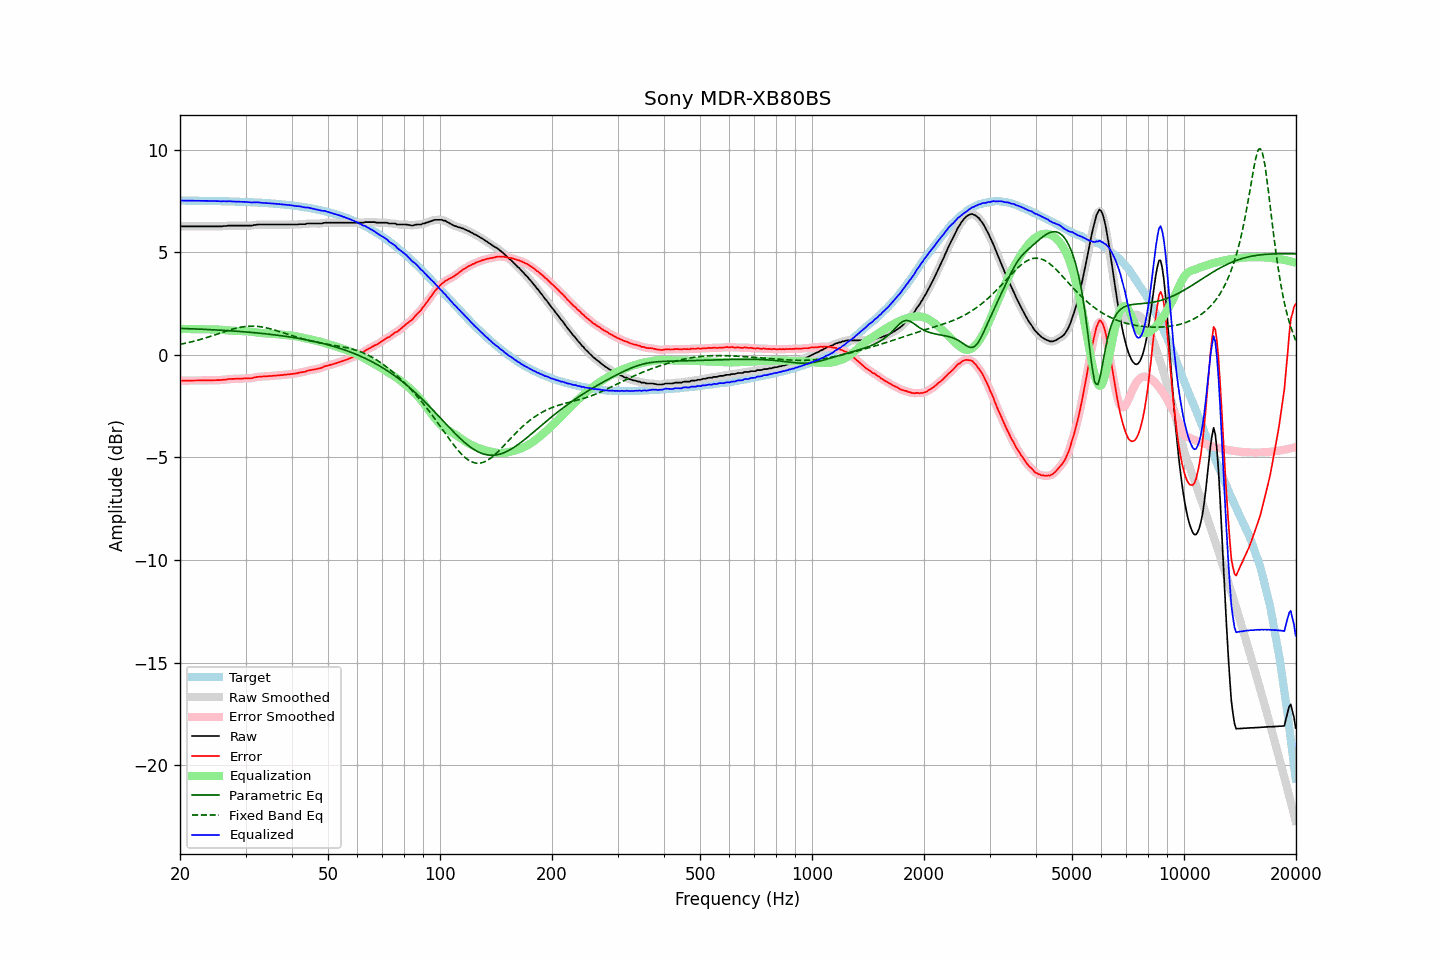 Sony MDR-XB80BS
Amplitude (dBr)
10
5
0
−5
−10
−15
−20
Target
Raw Smoothed
Error Smoothed
Raw
Error
Equalization
Parametric Eq
Fixed Band Eq
Equalized
20 50 100 200 500 1000 2000 5000 10000 20000
Frequency (Hz)